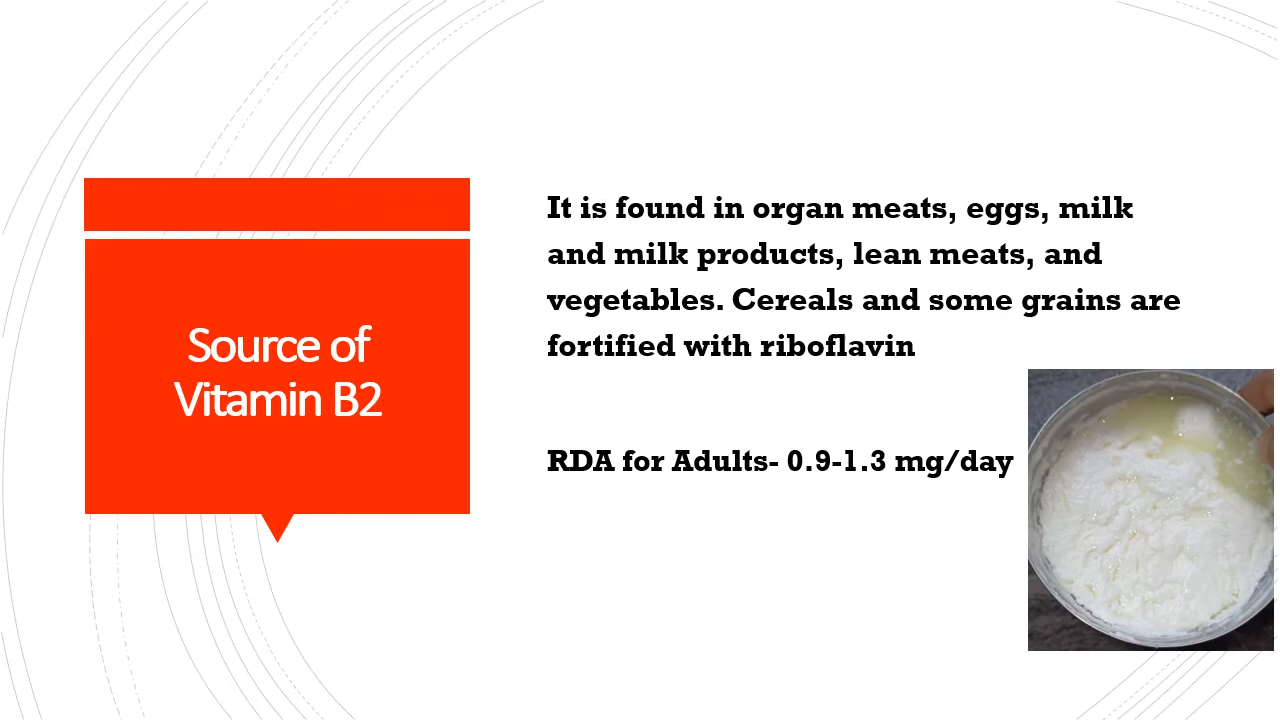 Source of
Vitamin B2
It is found in organ meats, eggs, milk
and milk products, lean meats, and
vegetables. Cereals and some grains are
fortified with riboflavin
RDA for Adults- 0.9-1.3 mg/day